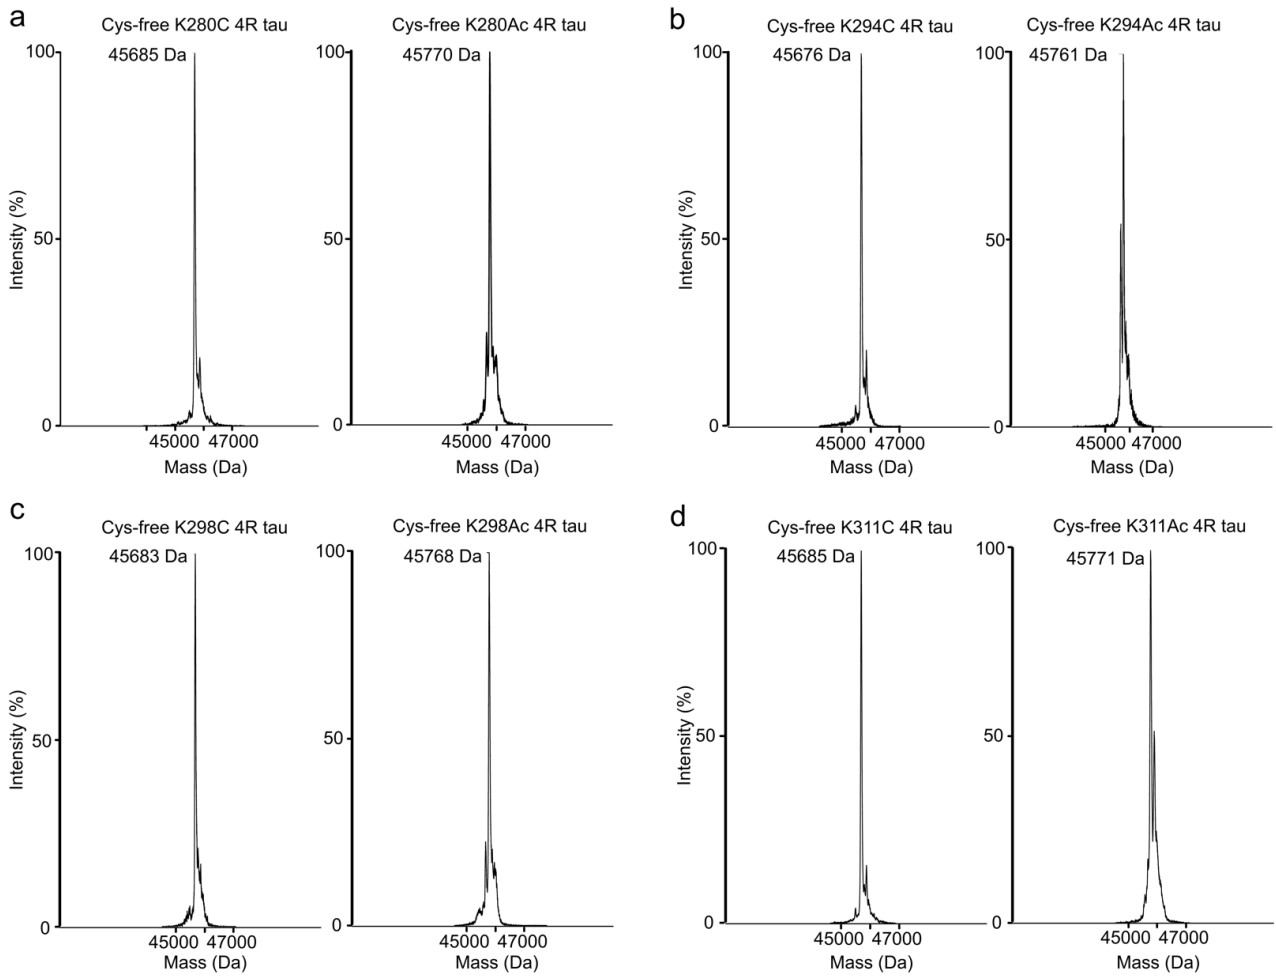 a
Cys-free K280C 4R tau
Cys-free K280Ac 4R tau
100
45685 Da
100
45770 Da
Intensity (%)
50
50
0
0
45000 47000
45000 47000
Mass (Da)
Mass (Da)
b
Cys-free K294C 4R tau
Cys-free K294Ac 4R tau
100
45676 Da
100
45761 Da
Intensity (%)
50
50
0
0
45000 47000
45000 47000
Mass (Da)
Mass (Da)
c
Cys-free K298C 4R tau
Cys-free K298Ac 4R tau
100
45683 Da
100
45768 Da
Intensity (%)
50
50
0
0
45000 47000
45000 47000
Mass (Da)
Mass (Da)
d
Cys-free K311C 4R tau
Cys-free K311Ac 4R tau
100
45685 Da
100
45771 Da
Intensity (%)
50
50
0
0
45000 47000
45000 47000
Mass (Da)
Mass (Da)